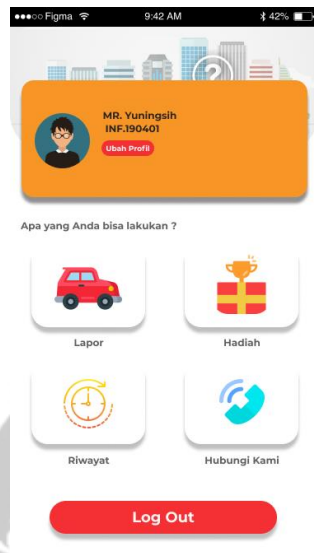 Figma 9:42 AM 42%
?
MR. Yuningsih
INF.190401
Ubah Profil
Apa yang Anda bisa lakukan ?
Lapor Hadiah
Riwayat Hubungi Kami
Log Out